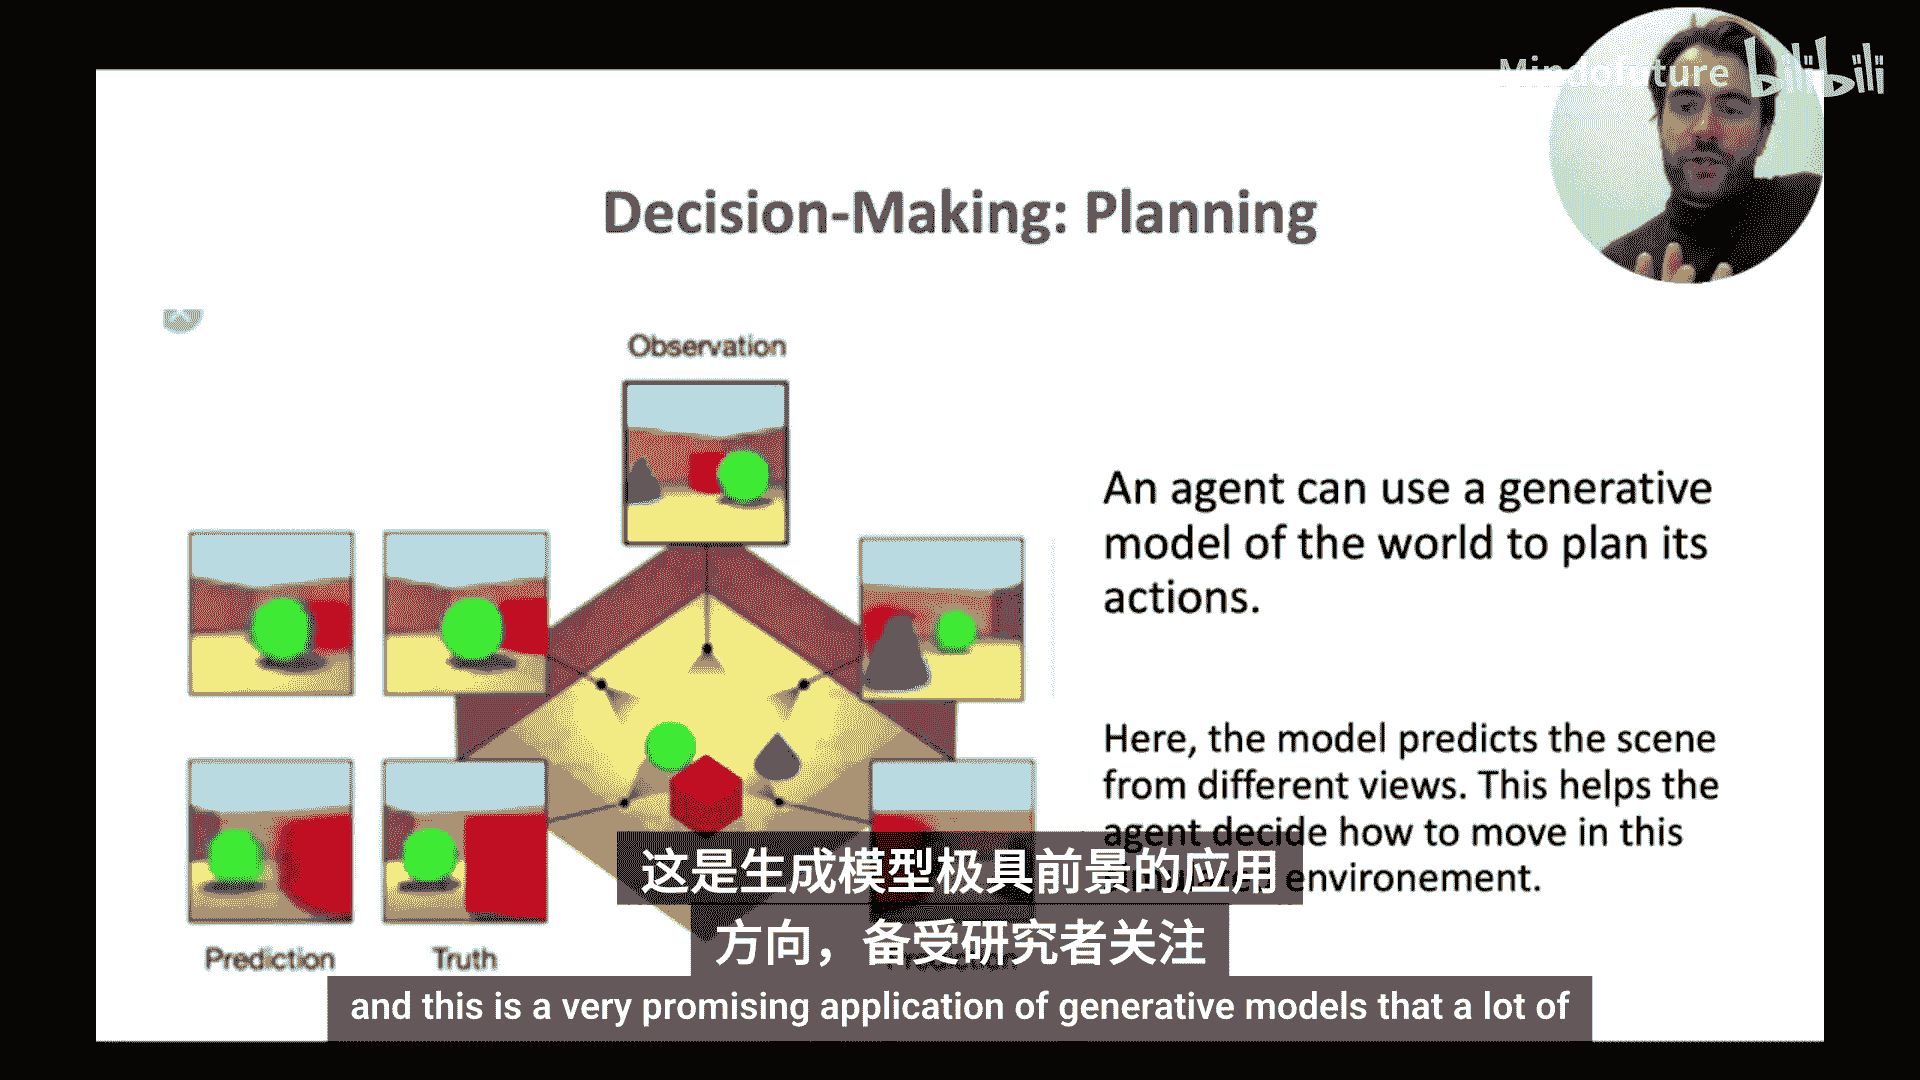 Mindofuture bilibili
Decision-Making: Planning
Observation
An agent can use a generative
model of the world to plan its
actions.
Here, the model predicts the scene
from different views. This helps the
agent decide how to move in this
environement.
Prediction
Truth
这是生成模型极具前景的应用
方向，备受研究者关注
and this is a very promising application of generative models that a lot of